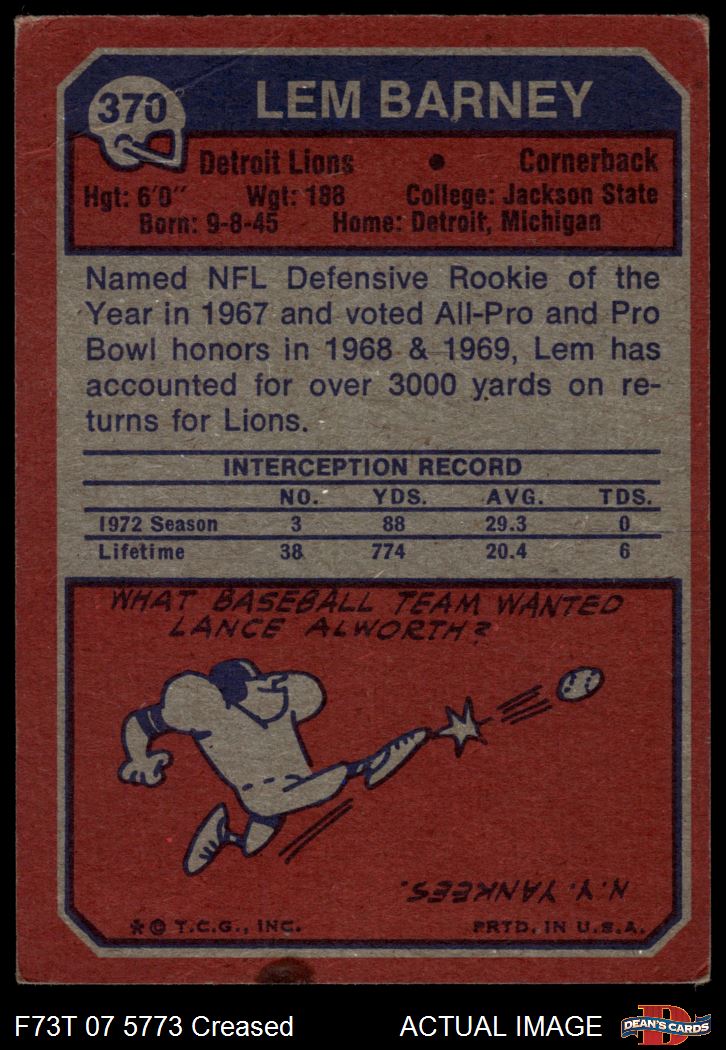 370
LEM BARNEY
Detroit Lions • Cornerback
Hgt: 6'0" Wgt: 188 College: Jackson State
Born: 9-8-45 Home: Detroit, Michigan
Named NFL Defensive Rookie of the
Year in 1967 and voted All-Pro and Pro
Bowl honors in 1968 & 1969, Lem has
accounted for over 3000 yards on re-
turns for Lions.
INTERCEPTION RECORD
NO. YDS. AVG. TDS.
1972 Season 3 88 29.3 0
Lifetime 38 774 20.4 6
WHAT BASEBALL TEAM WANTED
LANCE ALWORTH?
N.Y. YANKEES.
*© T.C.G., INC. PRTD. IN U.S.A.
F73T 07 5773 Creased ACTUAL IMAGE
DEAN'S CARDS